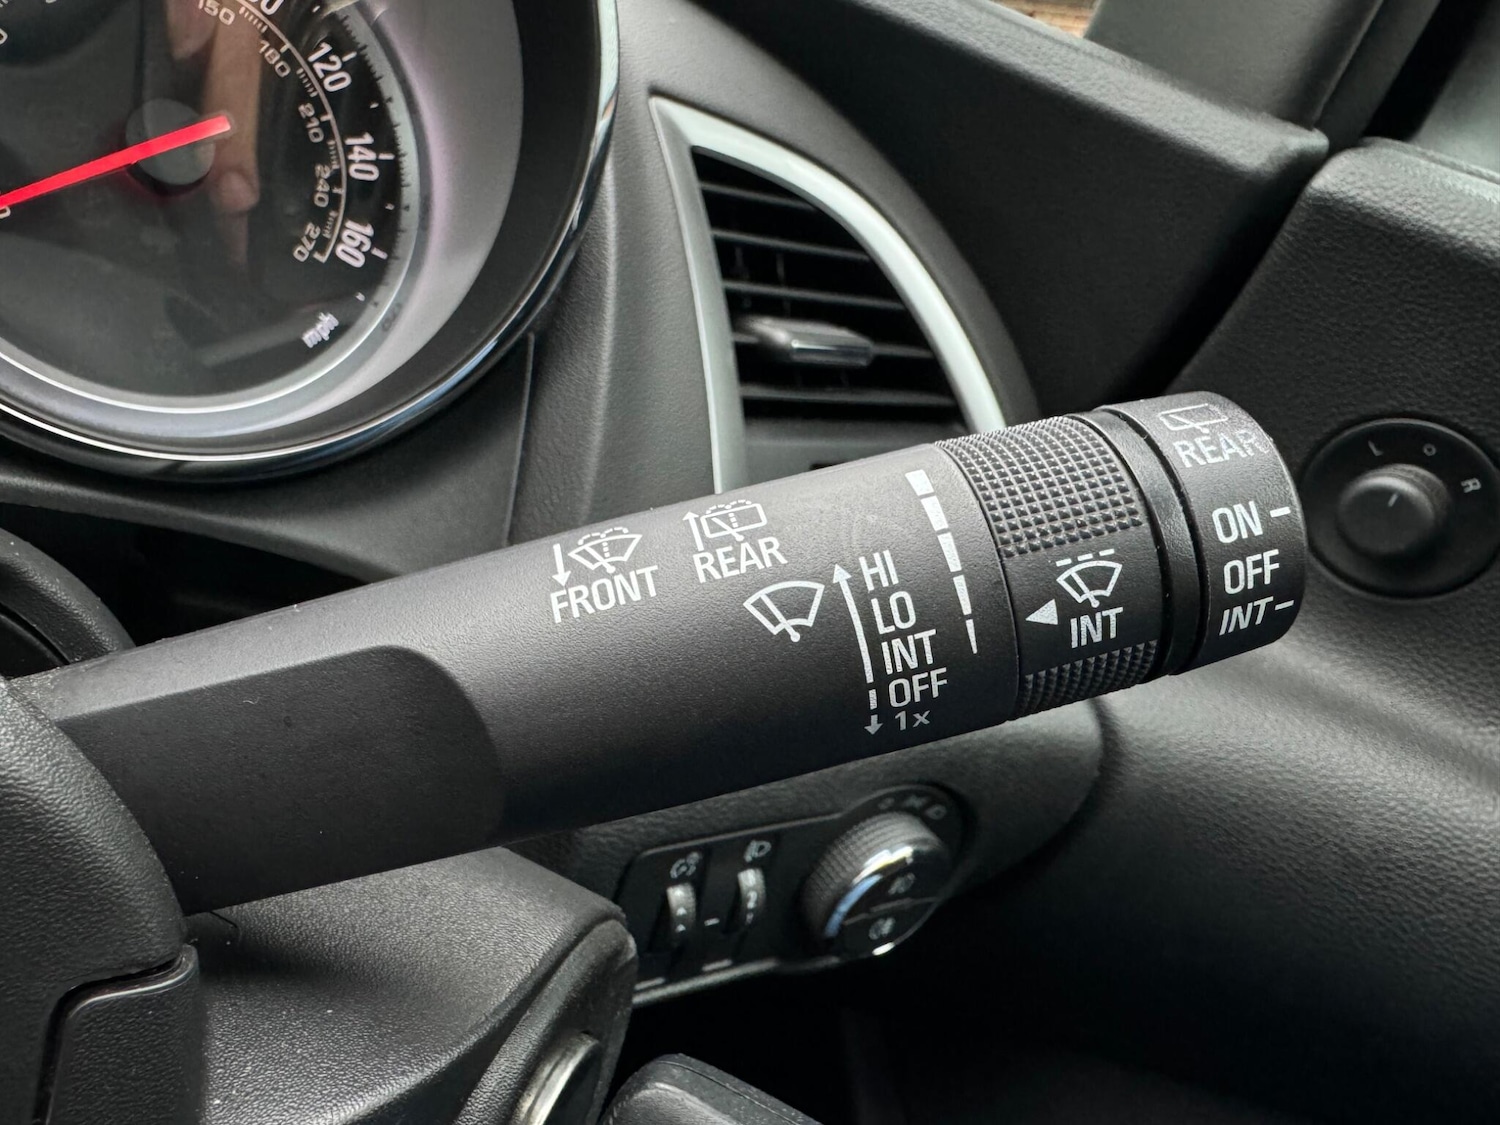 150
180
120
210
140
240
160
270
REAR
ON
OFF
INT
FRONT
REAR
HI
LO
INT
OFF
1x
INT
R